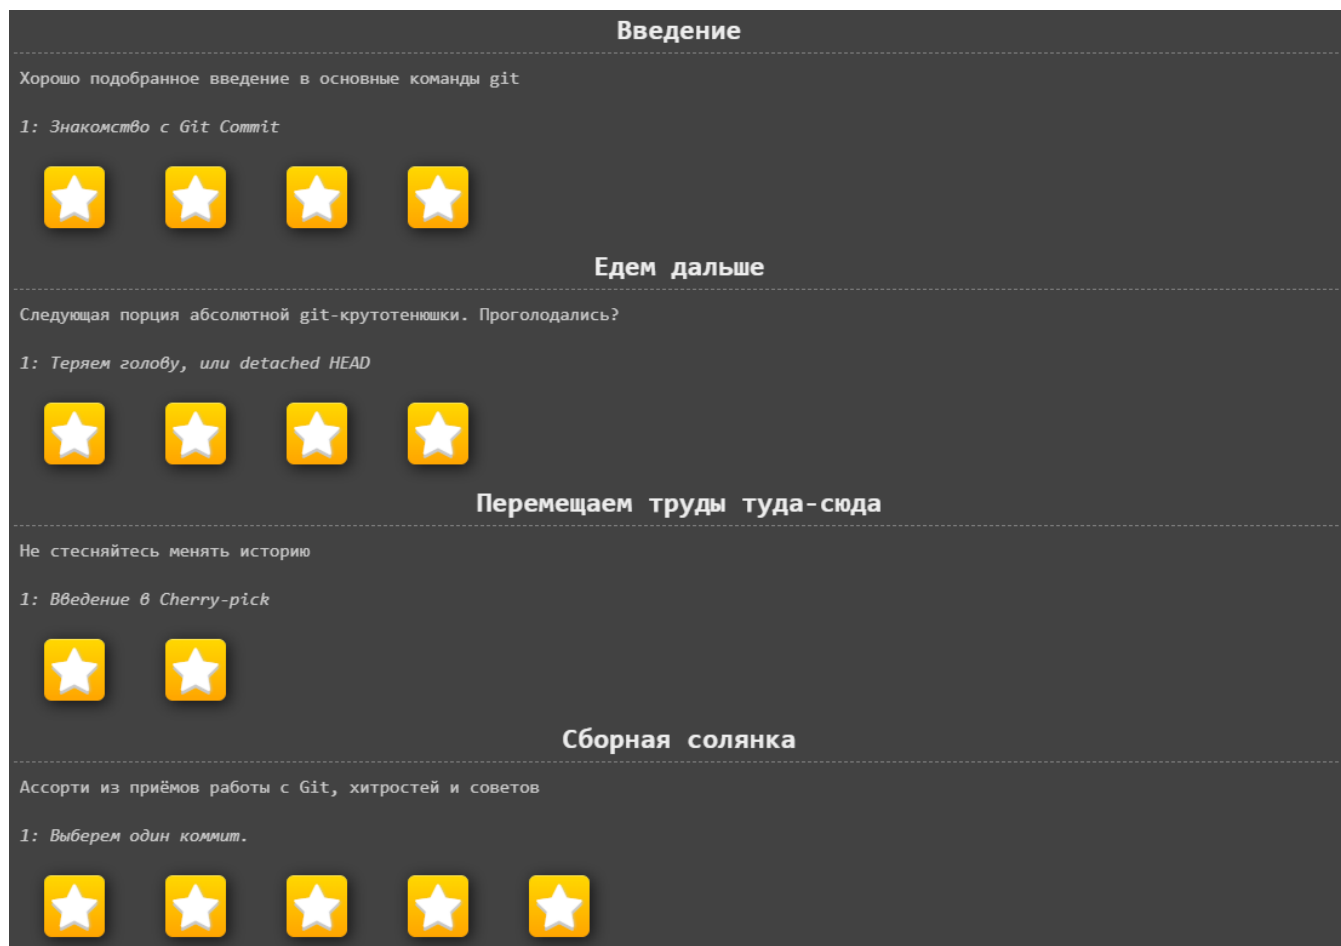 Введение
Хорошо подобранное введение в основные команды git
1: Знакомство с Git Commit
Едем дальше
Следующая порция абсолютной git-крутотенюшки. Проголодались?
1: Теряем голову, или detached HEAD
Перемещаем труды туда-сюда
Не стесняйтесь менять историю
1: Введение в Cherry-pick
Сборная солянка
Ассорти из приёмов работы с Git, хитростей и советов
1: Выберем один коммит.